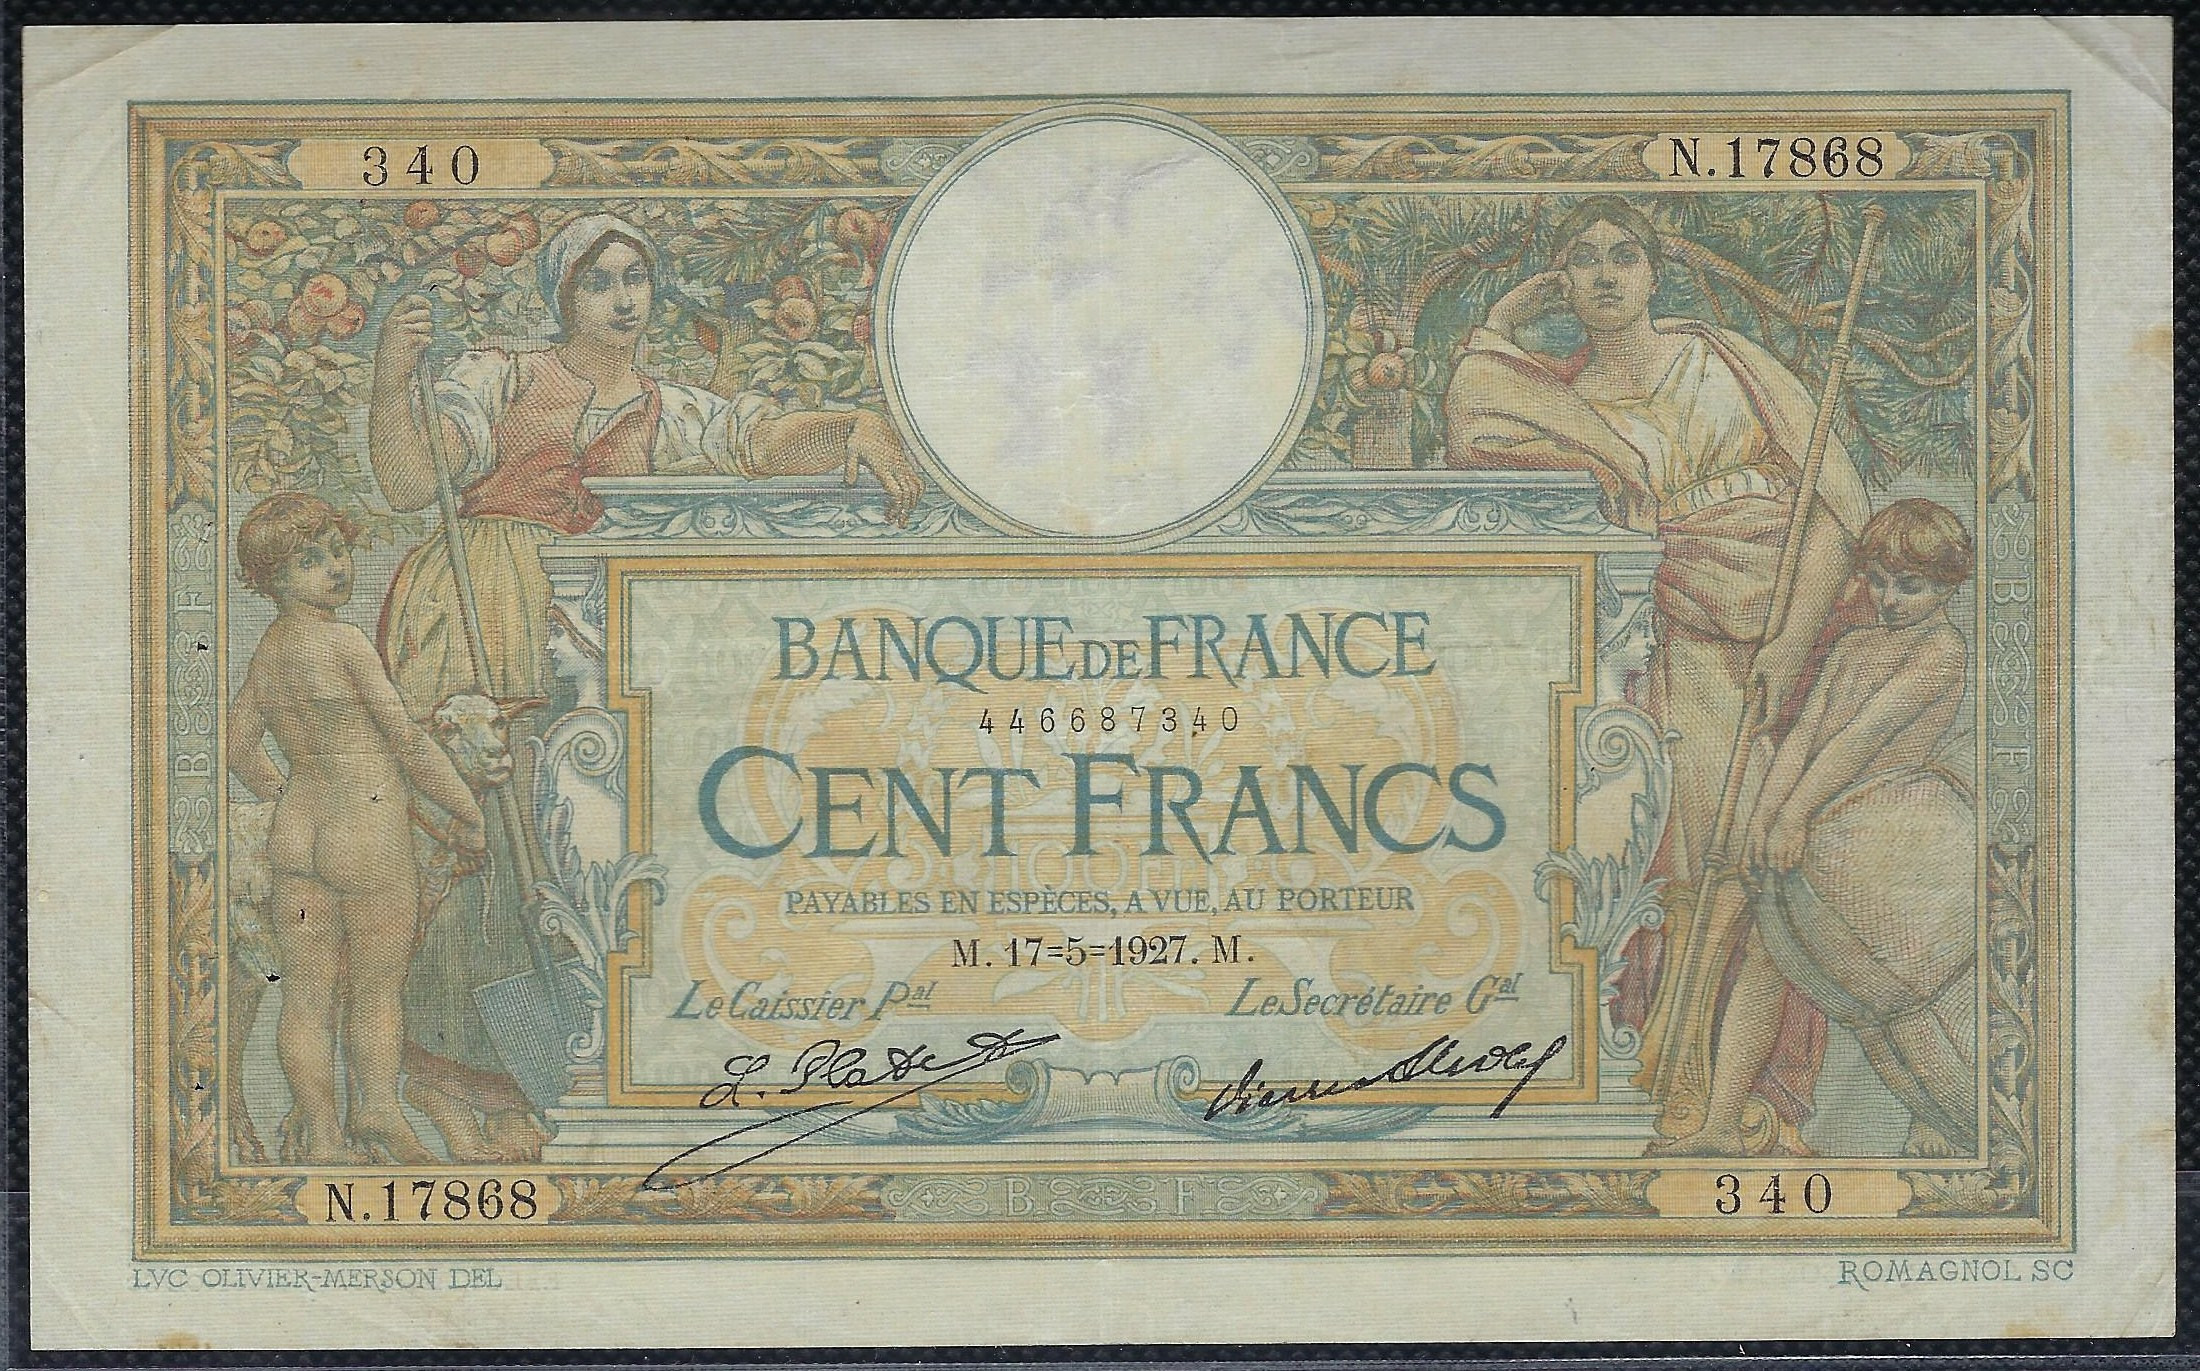 340
N.17868
BANQUE DE FRANCE
446687340
CENT FRANCS
PAYABLES EN ESPÈCES, A VUE, AU PORTEUR
M. 17=5=1927. M.
Le Caissier Pal
Le Secrétaire Gal
L. Platet
B F
B F
N.17868
B F
340
LVC OLIVIER-MERSON DEL
ROMAGNOL SC